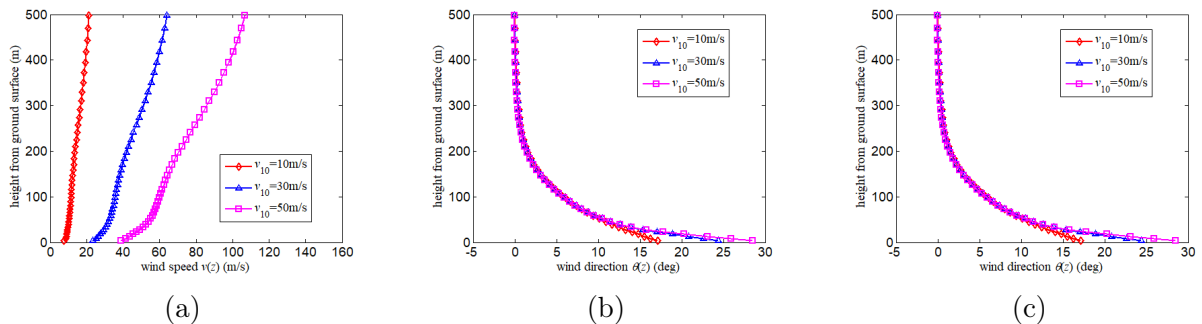 500
400
300
200
100
0
height from ground surface (m)
0 20 40 60 80 100 120 140 160
wind speed v(z) (m/s)
v10=10m/s
v10=30m/s
v10=50m/s
(a)
500
400
300
200
100
0
height from ground surface (m)
-5 0 5 10 15 20 25 30
wind direction θ(z) (deg)
v10=10m/s
v10=30m/s
v10=50m/s
(b)
500
400
300
200
100
0
height from ground surface (m)
-5 0 5 10 15 20 25 30
wind direction θ(z) (deg)
v10=10m/s
v10=30m/s
v10=50m/s
(c)